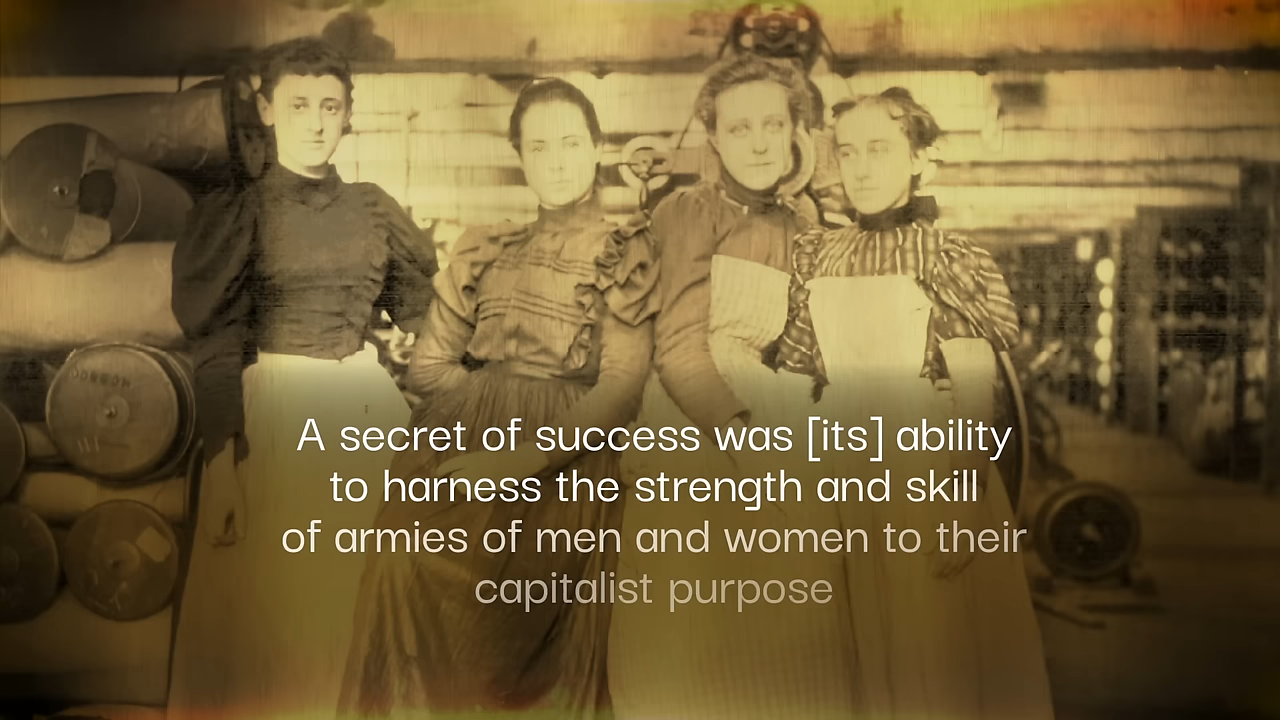 A secret of success was [its] ability
to harness the strength and skill
of armies of men and women to their
capitalist purpose